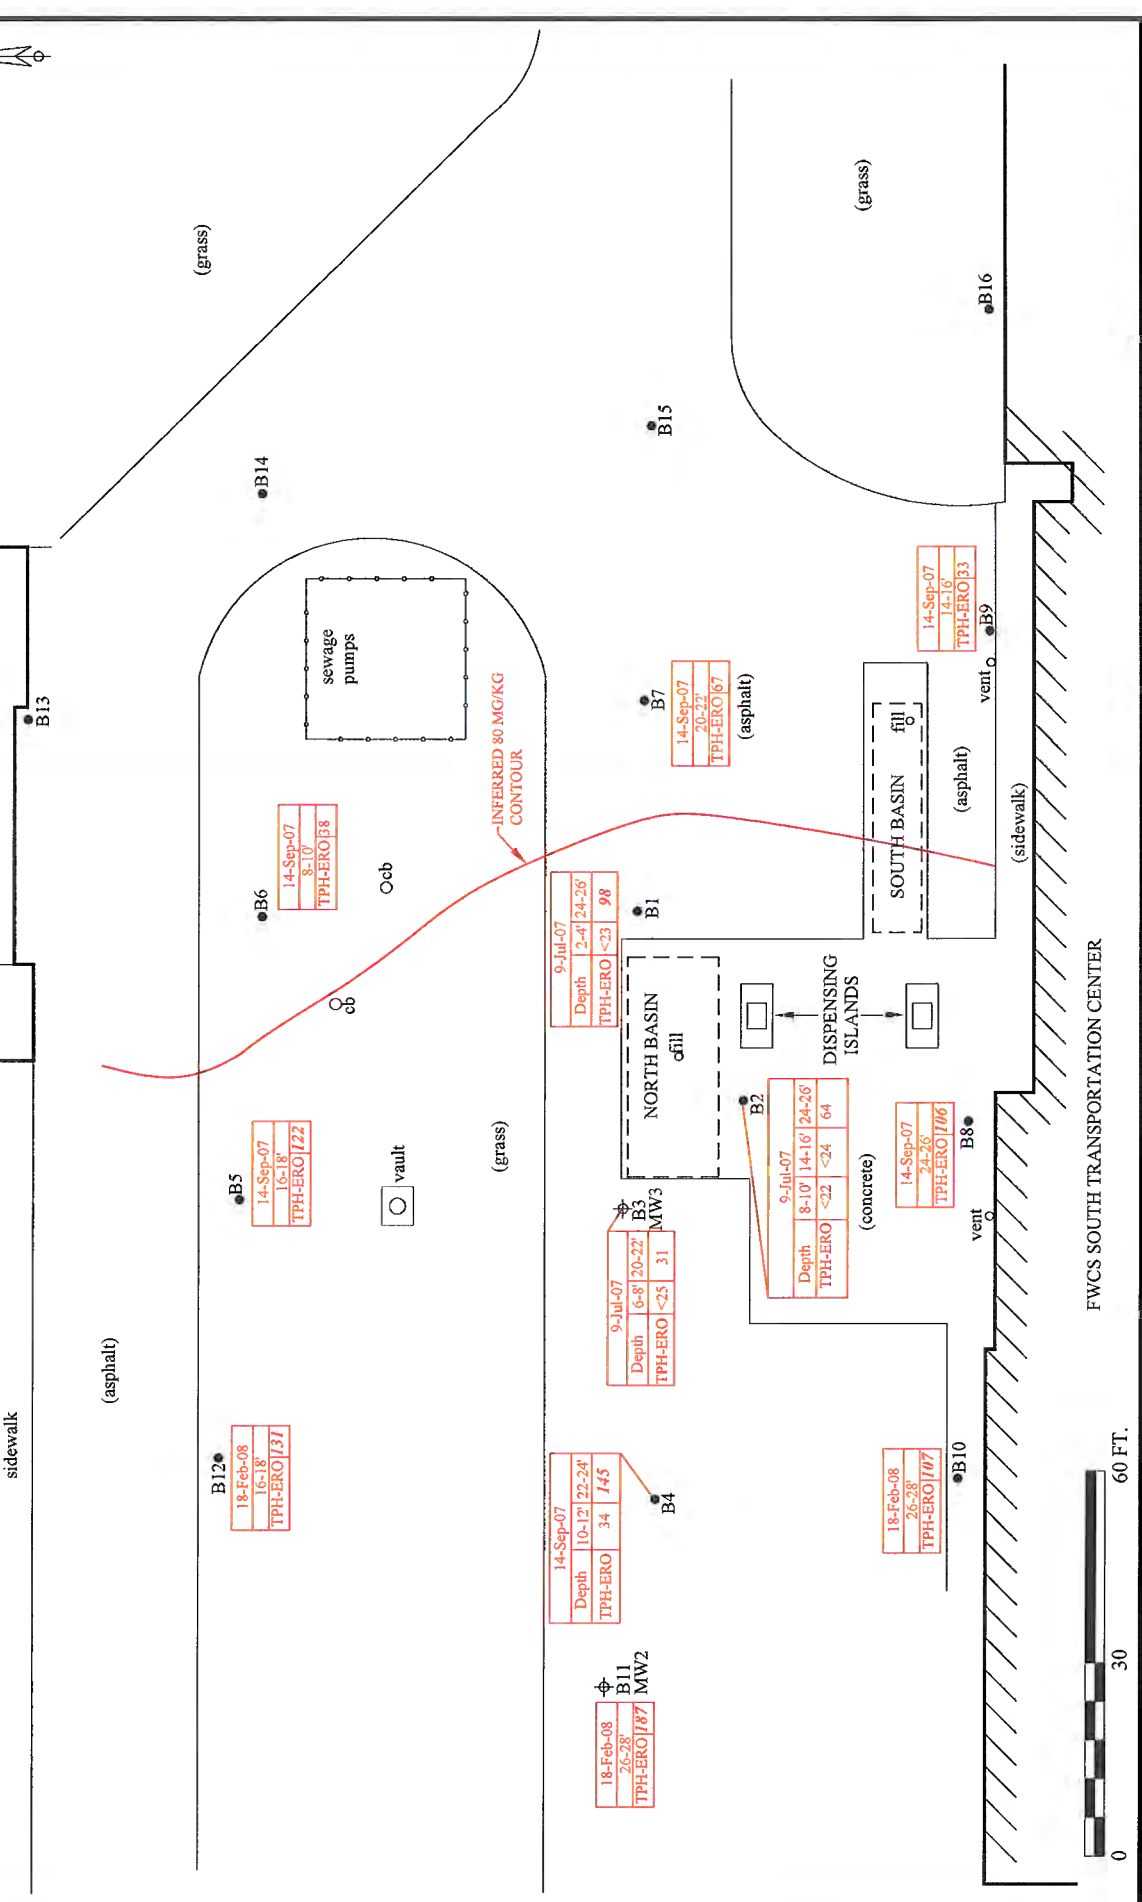 B13
(grass)
(grass)
B16
B14
B15
sewage
pumps
INFERRED 80 MG/KG
CONTOUR
B6
14-Sep-07
8-10'
TPH-ERO 38
cb
cb
B7
14-Sep-07
20-22'
TPH-ERO 67
(asphalt)
14-Sep-07
14-16'
TPH-ERO 33
B9
vent
fill
SOUTH BASIN
(asphalt)
(sidewalk)
9-Jul-07
Depth 2-4' 24-26'
TPH-ERO <23 98
B1
NORTH BASIN
fill
DISPENSING
ISLANDS
B5
14-Sep-07
16-18'
TPH-ERO 122
vault
(grass)
B3
MW3
9-Jul-07
Depth 6-8' 20-22'
TPH-ERO <25 31
B2
9-Jul-07
Depth 8-10' 14-16' 24-26'
TPH-ERO <22 <24 64
(concrete)
14-Sep-07
24-26'
TPH-ERO 106
B8
vent
sidewalk
(asphalt)
B12
18-Feb-08
16-18'
TPH-ERO 131
14-Sep-07
Depth 10-12' 22-24'
TPH-ERO 34 145
B4
18-Feb-08
26-28'
TPH-ERO 107
B10
B11
MW2
18-Feb-08
26-28'
TPH-ERO 187
FWCS SOUTH TRANSPORTATION CENTER
0 30 60 FT.